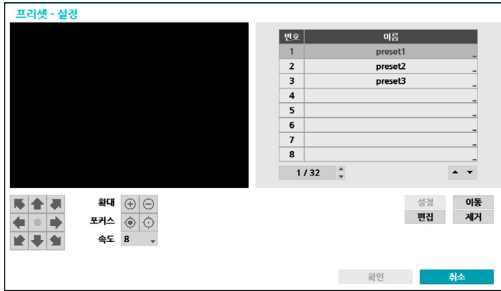 프리셋 - 설정
번호 이름
1 preset1
2 preset2
3 preset3
4
5
6
7
8
1 / 32
확대
포커스
속도 8
설정 이동
편집 제거
확인 취소